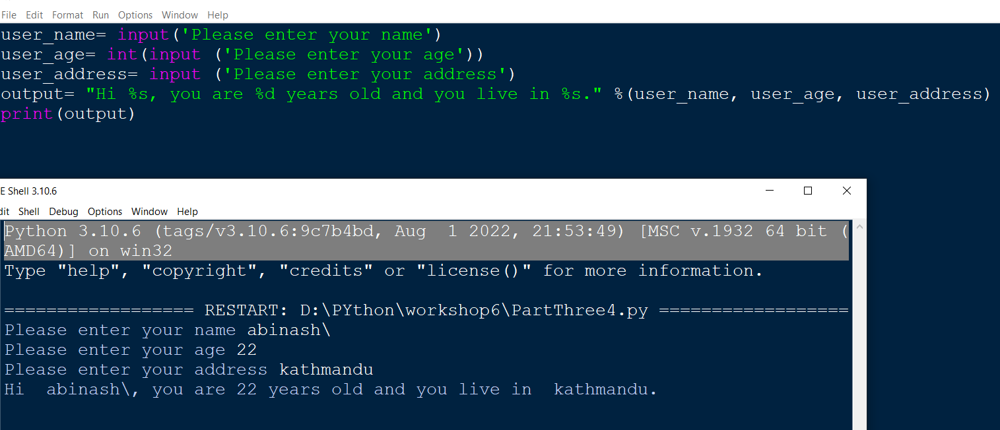 File Edit Format Run Options Window Help
user_name= input('Please enter your name')
user_age= int(input ('Please enter your age'))
user_address= input ('Please enter your address')
output= "Hi %s, you are %d years old and you live in %s." %(user_name, user_age, user_address)
print(output)
E Shell 3.10.6
dit Shell Debug Options Window Help
Python 3.10.6 (tags/v3.10.6:9c7b4bd, Aug  1 2022, 21:53:49) [MSC v.1932 64 bit (
AMD64)] on win32
Type "help", "copyright", "credits" or "license()" for more information.
================== RESTART: D:\PYthon\workshop6\PartThree4.py ==================
Please enter your name abinash\
Please enter your age 22
Please enter your address kathmandu
Hi  abinash\, you are 22 years old and you live in  kathmandu.